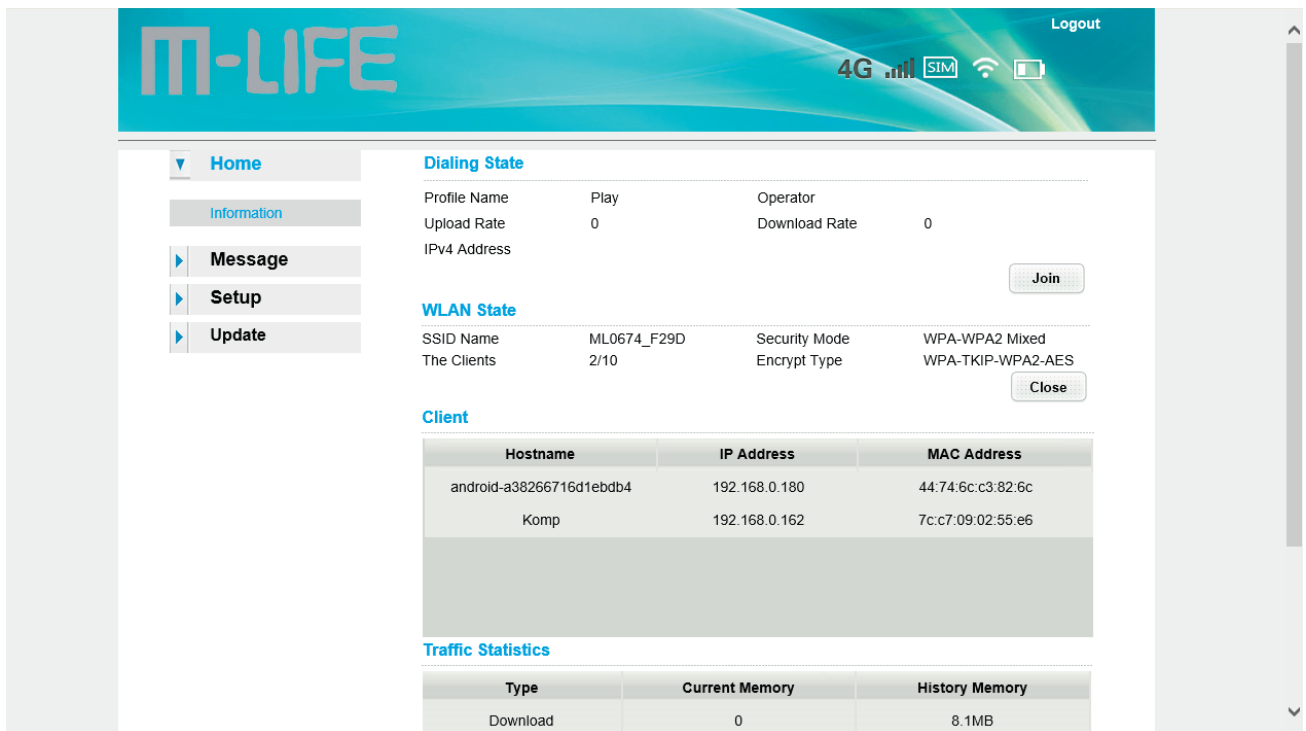 Logout
M-LIFE
4G SIM
Home
Information
Message
Setup
Update
Dialing State
Profile Name Play Operator
Upload Rate 0 Download Rate 0
IPv4 Address
Join
WLAN State
SSID Name ML0674_F29D Security Mode WPA-WPA2 Mixed
The Clients 2/10 Encrypt Type WPA-TKIP-WPA2-AES
Close
Client
Hostname IP Address MAC Address
android-a38266716d1ebdb4 192.168.0.180 44:74:6c:c3:82:6c
Komp 192.168.0.162 7c:c7:09:02:55:e6
Traffic Statistics
Type Current Memory History Memory
Download 0 8.1MB